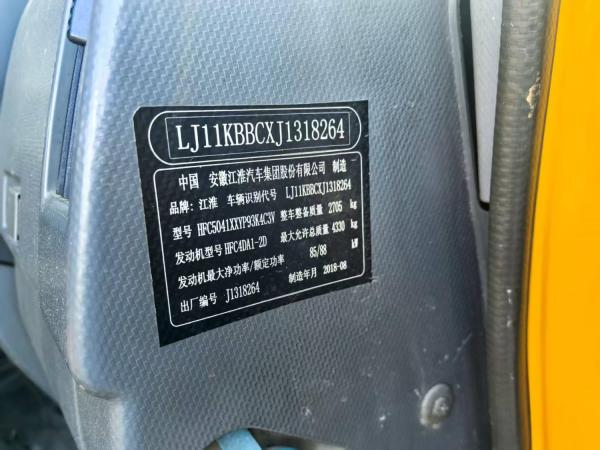 LJ11KBBCXJ1318264
中国 安徽江淮汽车集团股份有限公司 制造
品牌: 江淮 车辆识别代号 LJ11KBBCXJ1318264
型号 HFC5041XXYP93K4C3V 整车整备质量 2705 kg
发动机型号 HFC4DA1-2D 最大允许总质量 4330 kg
发动机最大净功率/额定功率 85/88 kW
出厂编号 J1318264 制造年月 2018-08